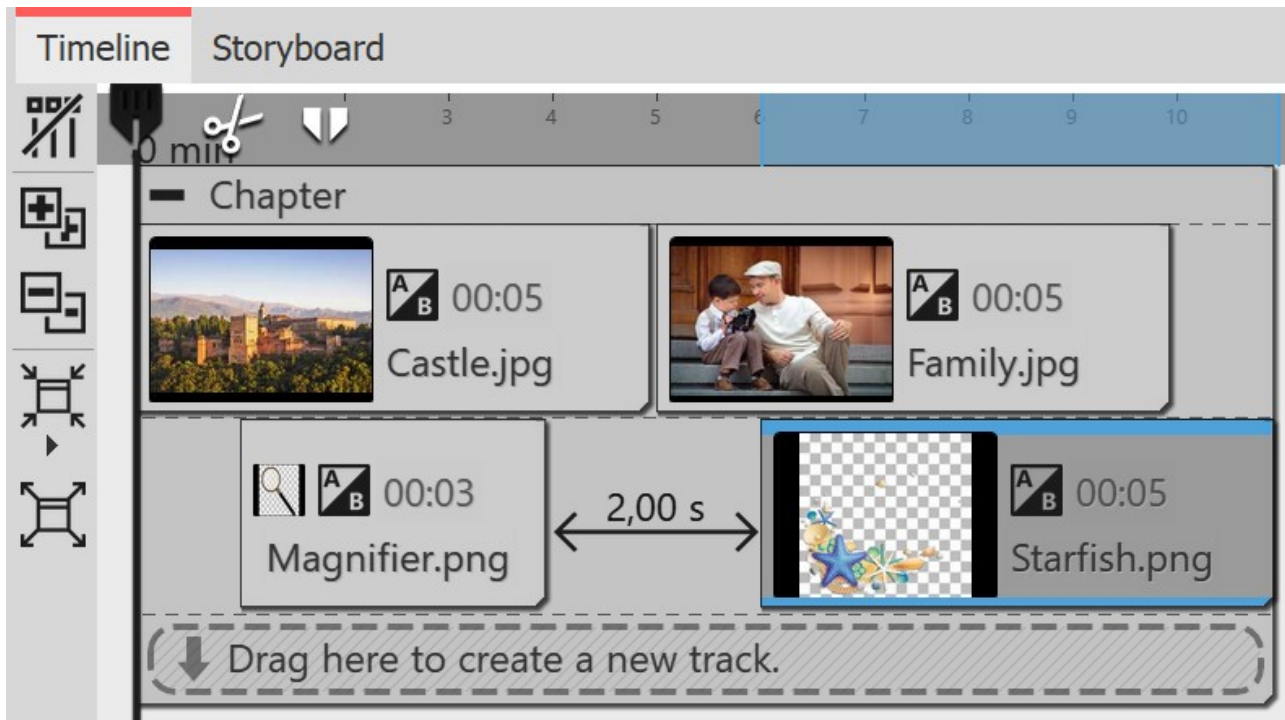 Timeline Storyboard
3 4 5 6 7 8 9 10
0 min
Chapter
A B 00:05 A B 00:05
Castle.jpg Family.jpg
A B 00:03 2,00 s A B 00:05
Magnifier.png Starfish.png
Drag here to create a new track.